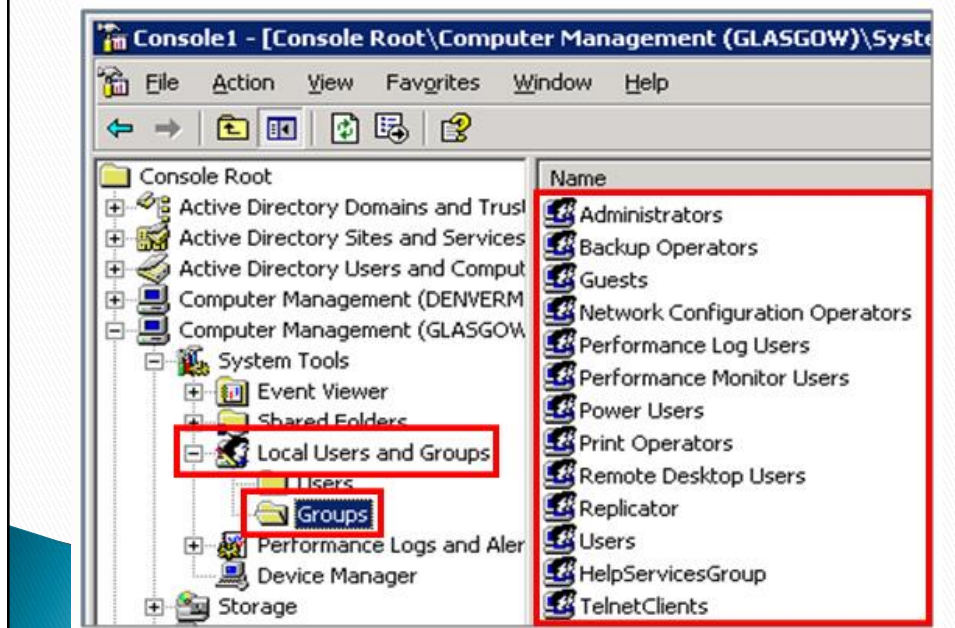 Console1 - [Console Root\Computer Management (GLASGOW)\Syste
File Action View Favorites Window Help
Console Root
Active Directory Domains and Trust
Active Directory Sites and Services
Active Directory Users and Comput
Computer Management (DENVERM
Computer Management (GLASGOW
System Tools
Event Viewer
Shared Folders
Local Users and Groups
Users
Groups
Performance Logs and Aler
Device Manager
Storage
Name
Administrators
Backup Operators
Guests
Network Configuration Operators
Performance Log Users
Performance Monitor Users
Power Users
Print Operators
Remote Desktop Users
Replicator
Users
HelpServicesGroup
TelnetClients